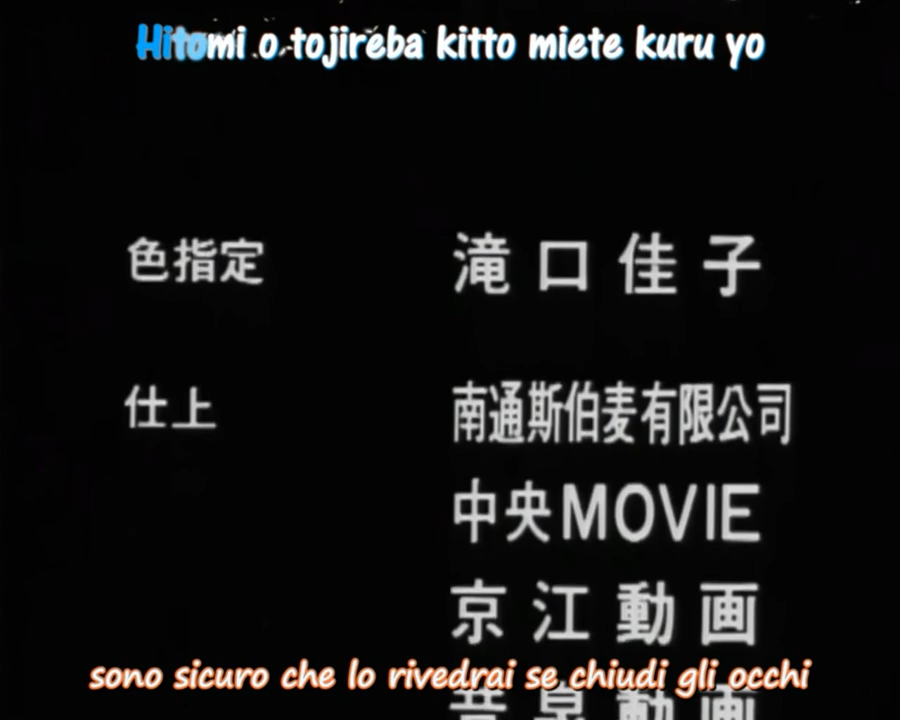 Hitomi o tojireba kitto miete kuru yo
色指定 滝口佳子
仕上 南通斯伯麦有限公司
中央MOVIE
京江動画
sono sicuro che lo rivedrai se chiudi gli occhi